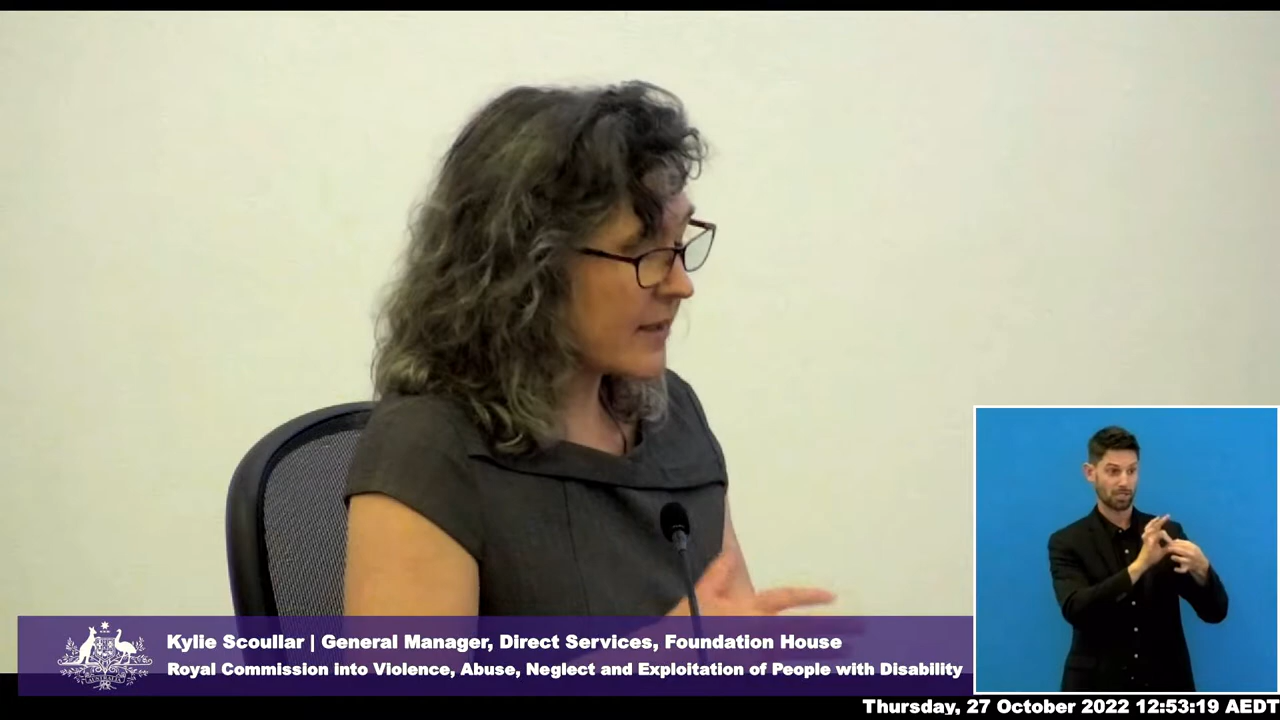 Kylie Scoullar | General Manager, Direct Services, Foundation House
Royal Commission into Violence, Abuse, Neglect and Exploitation of People with Disability
Thursday, 27 October 2022 12:53:19 AEDT